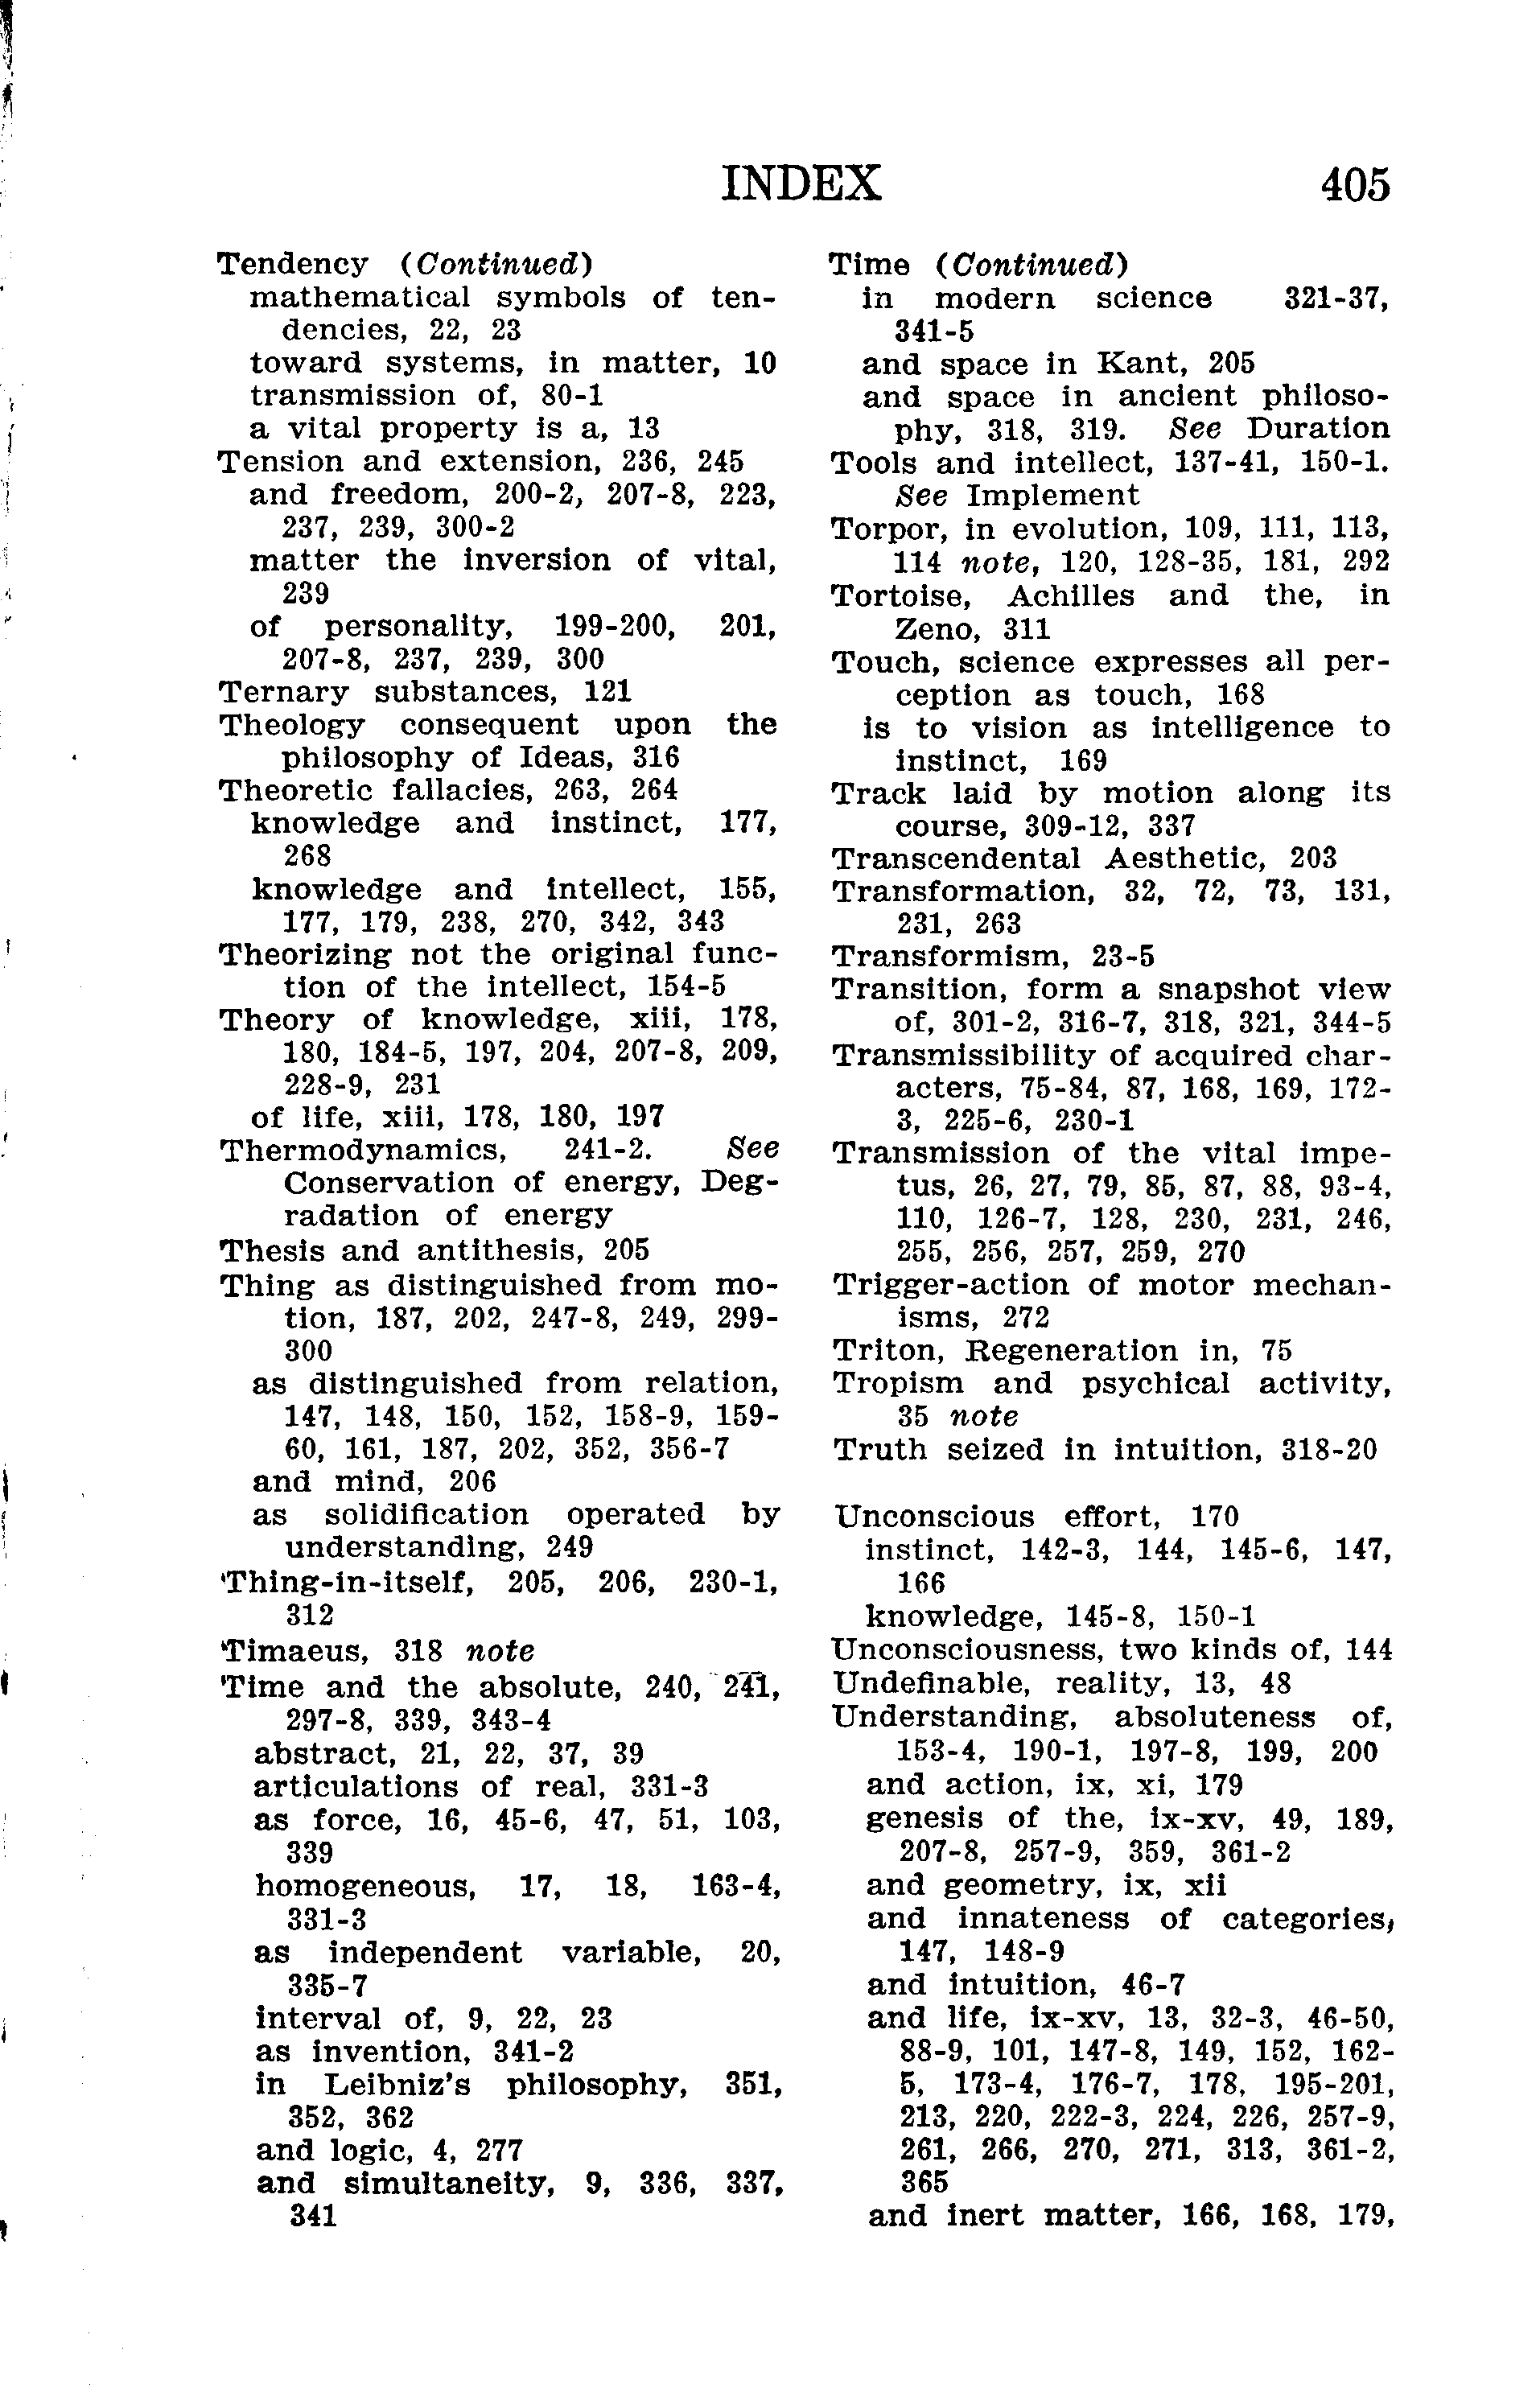 INDEX 405
Tendency (Continued)
mathematical symbols of ten-
dencies, 22, 23
toward systems, in matter, 10
transmission of, 80-1
a vital property is a, 13
Tension and extension, 236, 245
and freedom, 200-2, 207-8, 223,
237, 239, 300-2
matter the inversion of vital,
239
of personality, 199-200, 201,
207-8, 237, 239, 300
Ternary substances, 121
Theology consequent upon the
philosophy of Ideas, 316
Theoretic fallacies, 263, 264
knowledge and instinct, 177,
268
knowledge and intellect, 155,
177, 179, 238, 270, 342, 343
Theorizing not the original func-
tion of the intellect, 154-5
Theory of knowledge, xiii, 178,
180, 184-5, 197, 204, 207-8, 209,
228-9, 231
of life, xiii, 178, 180, 197
Thermodynamics, 241-2. See
Conservation of energy, Deg-
radation of energy
Thesis and antithesis, 205
Thing as distinguished from mo-
tion, 187, 202, 247-8, 249, 299-
300
as distinguished from relation,
147, 148, 150, 152, 158-9, 159-
60, 161, 187, 202, 352, 356-7
and mind, 206
as solidification operated by
understanding, 249
Thing-in-itself, 205, 206, 230-1,
312
Timaeus, 318 note
Time and the absolute, 240, 241,
297-8, 339, 343-4
abstract, 21, 22, 37, 39
articulations of real, 331-3
as force, 16, 45-6, 47, 51, 103,
339
homogeneous, 17, 18, 163-4,
331-3
as independent variable, 20,
335-7
interval of, 9, 22, 23
as invention, 341-2
in Leibniz's philosophy, 351,
352, 362
and logic, 4, 277
and simultaneity, 9, 336, 337,
341
Time (Continued)
in modern science 321-37,
341-5
and space in Kant, 205
and space in ancient philoso-
phy, 318, 319. See Duration
Tools and intellect, 137-41, 150-1.
See Implement
Torpor, in evolution, 109, 111, 113,
114 note, 120, 128-35, 181, 292
Tortoise, Achilles and the, in
Zeno, 311
Touch, science expresses all per-
ception as touch, 168
is to vision as intelligence to
instinct, 169
Track laid by motion along its
course, 309-12, 337
Transcendental Aesthetic, 203
Transformation, 32, 72, 73, 131,
231, 263
Transformism, 23-5
Transition, form a snapshot view
of, 301-2, 316-7, 318, 321, 344-5
Transmissibility of acquired char-
acters, 75-84, 87, 168, 169, 172-
3, 225-6, 230-1
Transmission of the vital impe-
tus, 26, 27, 79, 85, 87, 88, 93-4,
110, 126-7, 128, 230, 231, 246,
255, 256, 257, 259, 270
Trigger-action of motor mechan-
isms, 272
Triton, Regeneration in, 75
Tropism and psychical activity,
35 note
Truth seized in intuition, 318-20
Unconscious effort, 170
instinct, 142-3, 144, 145-6, 147,
166
knowledge, 145-8, 150-1
Unconsciousness, two kinds of, 144
Undefinable, reality, 13, 48
Understanding, absoluteness of,
153-4, 190-1, 197-8, 199, 200
and action, ix, xi, 179
genesis of the, ix-xv, 49, 189,
207-8, 257-9, 359, 361-2
and geometry, ix, xii
and innateness of categories,
147, 148-9
and intuition, 46-7
and life, ix-xv, 13, 32-3, 46-50,
88-9, 101, 147-8, 149, 152, 162-
5, 173-4, 176-7, 178, 195-201,
213, 220, 222-3, 224, 226, 257-9,
261, 266, 270, 271, 313, 361-2,
365
and inert matter, 166, 168, 179,